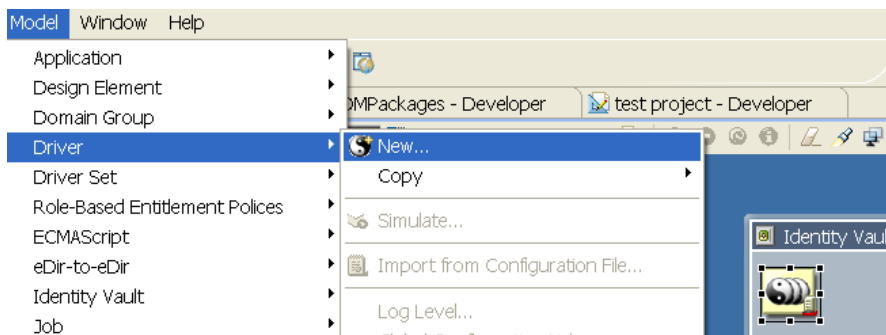 Model Window Help
Application
Design Element
DMPackages - Developer test project - Developer
Domain Group
Driver New...
Driver Set Copy
Role-Based Entitlement Polices
Simulate...
ECMAScript Identity Vaul
eDir-to-eDir Import from Configuration File...
Identity Vault
Log Level...
Job